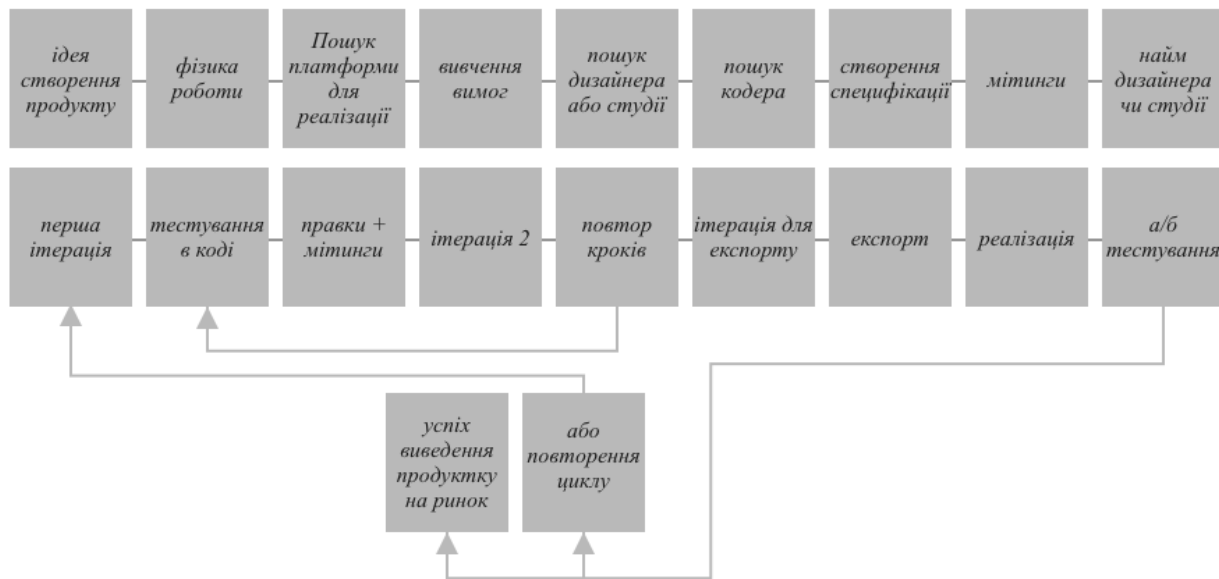 ідея
створення
продукту
фізика
роботи
Пошук
платформи
для
реалізації
вивчення
вимог
пошук
дизайнера
або студії
пошук
кодера
створення
специфікації
мітинги
найм
дизайнера
чи студії
перша
ітерація
тестування
в коді
правки +
мітинги
ітерація 2
повтор
кроків
ітерація для
експорту
експорт
реалізація
а/б
тестування
успіх
виведення
продуктку
на ринок
або
повторення
циклу